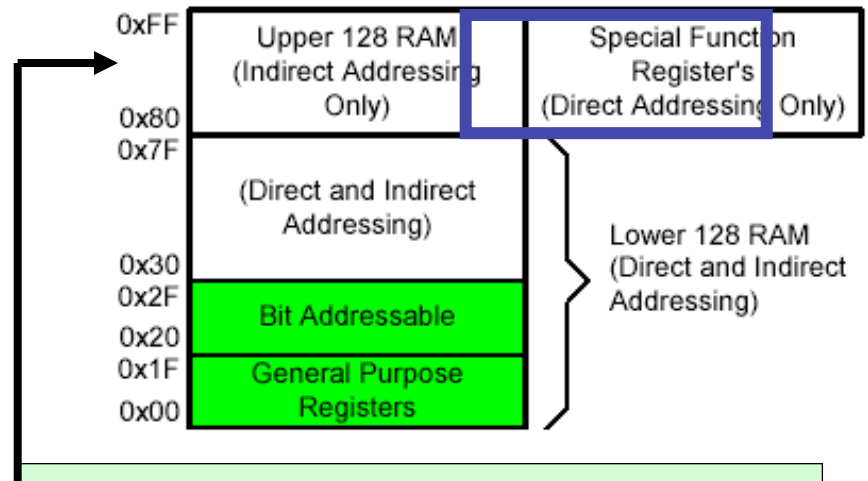 0xFF
Upper 128 RAM
(Indirect Addressing
Only)
0x80
Special Function
Register's
(Direct Addressing Only)
0x7F
(Direct and Indirect
Addressing)
0x30
0x2F
Bit Addressable
0x20
0x1F
General Purpose
Registers
0x00
Lower 128 RAM
(Direct and Indirect
Addressing)